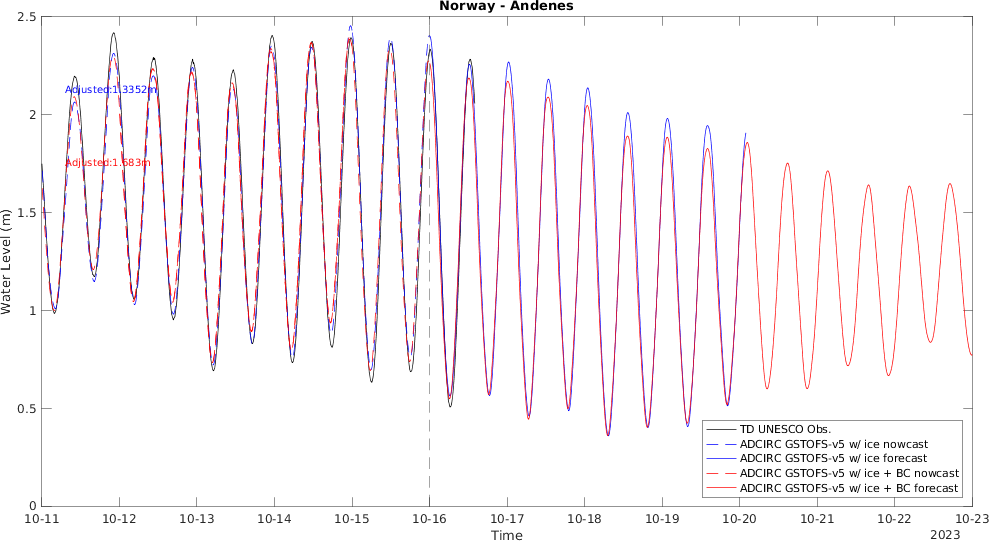 Norway - Andenes
2.5
2
1.5
1
0.5
0
Water Level (m)
Adjusted:1.3352m
Adjusted:1.683m
TD UNESCO Obs.
ADCIRC GSTOFS-v5 w/ ice nowcast
ADCIRC GSTOFS-v5 w/ ice forecast
ADCIRC GSTOFS-v5 w/ ice + BC nowcast
ADCIRC GSTOFS-v5 w/ ice + BC forecast
10-11 10-12 10-13 10-14 10-15 10-16 10-17 10-18 10-19 10-20 10-21 10-22 10-23
Time
2023